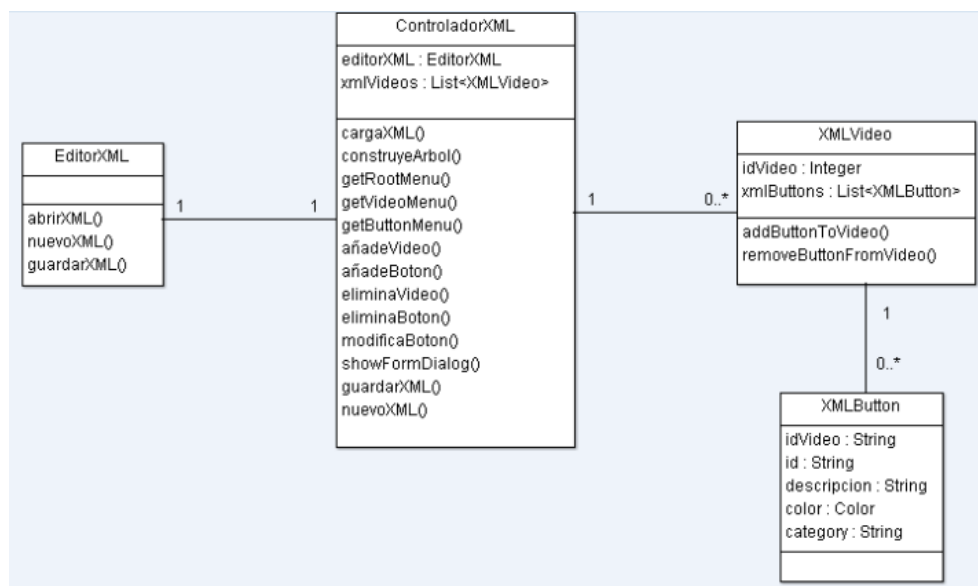 ControladorXML
editorXML : EditorXML
xmlVideos : List<XMLVideo>
cargaXML()
construyeArbol()
getRootMenu()
getVideoMenu()
getButtonMenu()
añadeVideo()
añadeBoton()
eliminaVideo()
eliminaBoton()
modificaBoton()
showFormDialog()
guardarXML()
nuevoXML()
EditorXML
abrirXML()
nuevoXML()
guardarXML()
1
1
1
0..*
XMLVideo
idVideo : Integer
xmlButtons : List<XMLButton>
addButtonToVideo()
removeButtonFromVideo()
1
0..*
XMLButton
idVideo : String
id : String
descripcion : String
color : Color
category : String